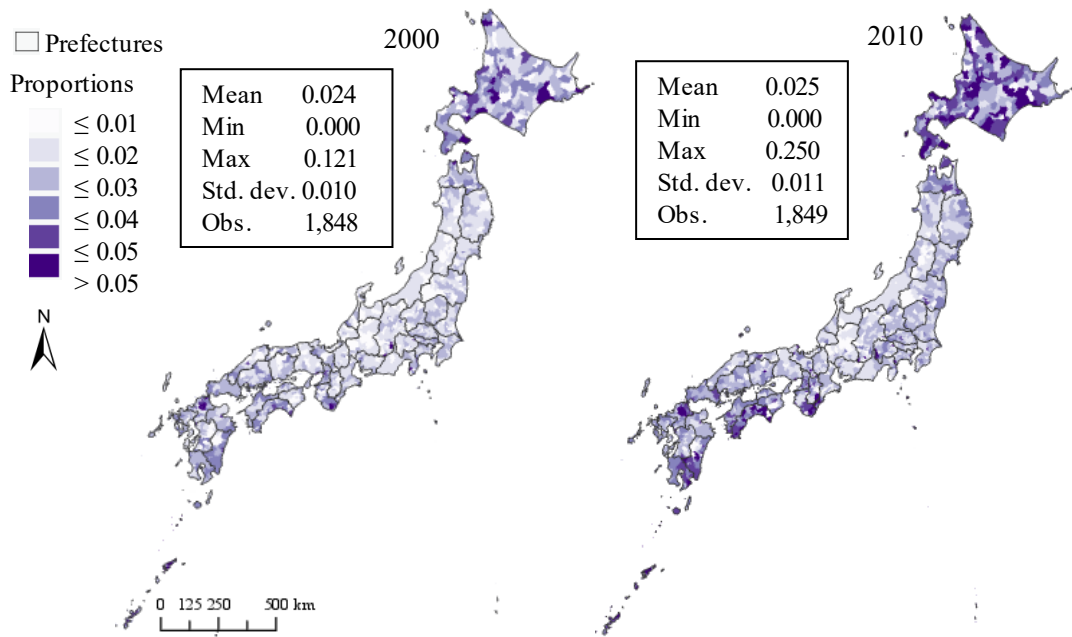 Prefectures
Proportions
≤ 0.01
≤ 0.02
≤ 0.03
≤ 0.04
≤ 0.05
> 0.05
N
2000
Mean 0.024
Min 0.000
Max 0.121
Std. dev. 0.010
Obs. 1,848
2010
Mean 0.025
Min 0.000
Max 0.250
Std. dev. 0.011
Obs. 1,849
0 125 250 500 km